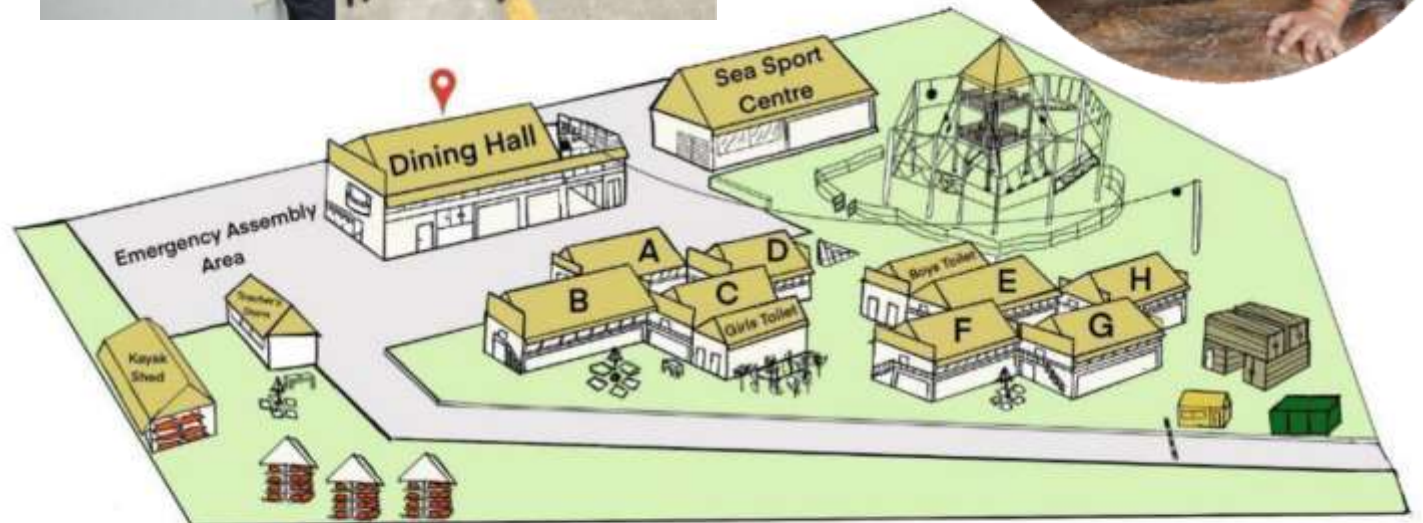 Sea Sport
Centre
Dining Hall
Emergency Assembly
Area
A
D
B
C
Girls Toilet
Boys Toilet
E
H
F
G
Kayak
Shed